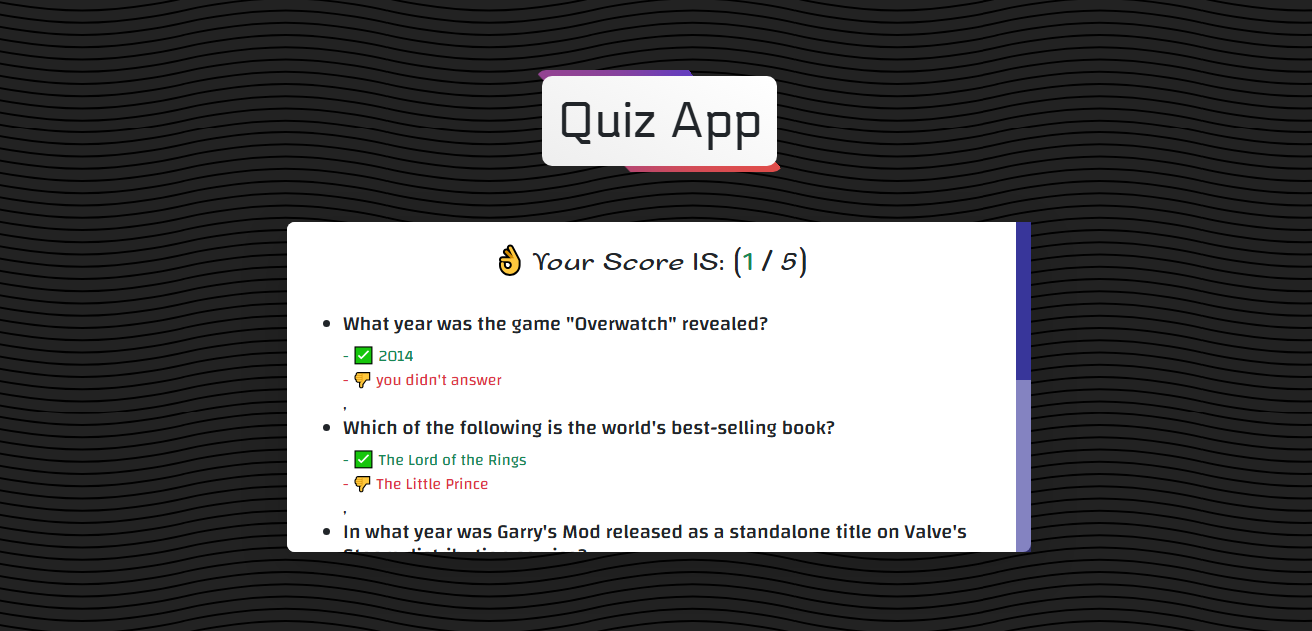 Quiz App
👌 Your Score IS: (1 / 5)
• What year was the game "Overwatch" revealed?
- ✅ 2014
- 👎 you didn't answer
,
• Which of the following is the world's best-selling book?
- ✅ The Lord of the Rings
- 👎 The Little Prince
,
• In what year was Garry's Mod released as a standalone title on Valve's